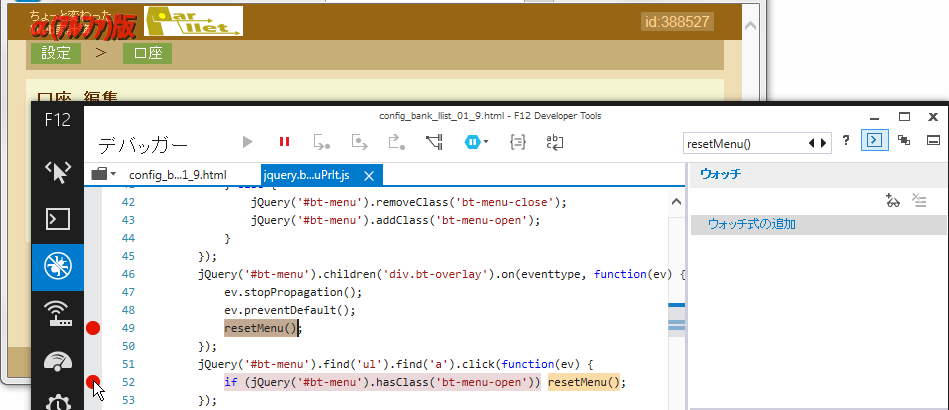 ちょっと変わった
α(アルファ)版
Par
llet
id:388527
設定 > 口座
口座 編集
F12
config_bank_llist_01_9.html - F12 Developer Tools
デバッガー
resetMenu()
?
config_b...1_9.html
jquery.b...uPrlt.js
ウォッチ
ウォッチ式の追加
42 jQuery('#bt-menu').removeClass('bt-menu-close');
43 jQuery('#bt-menu').addClass('bt-menu-open');
44 }
45 });
46 jQuery('#bt-menu').children('div.bt-overlay').on(eventtype, function(ev) {
47 ev.stopPropagation();
48 ev.preventDefault();
49 resetMenu();
50 });
51 jQuery('#bt-menu').find('ul').find('a').click(function(ev) {
52 if (jQuery('#bt-menu').hasClass('bt-menu-open')) resetMenu();
53 });